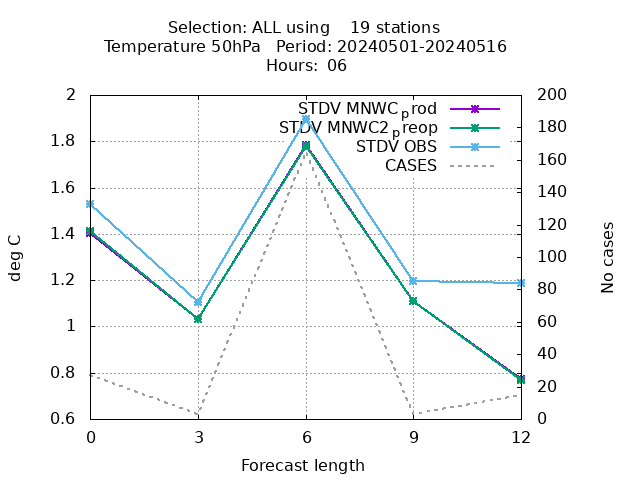 Selection: ALL using    19 stations
Temperature 50hPa   Period: 20240501-20240516
Hours: 06
STDV MNWCprod
STDV MNWC2preop
STDV OBS
CASES
2
1.8
1.6
1.4
1.2
1
0.8
0.6
200
180
160
140
120
100
80
60
40
20
0
deg C
No cases
0 3 6 9 12
Forecast length